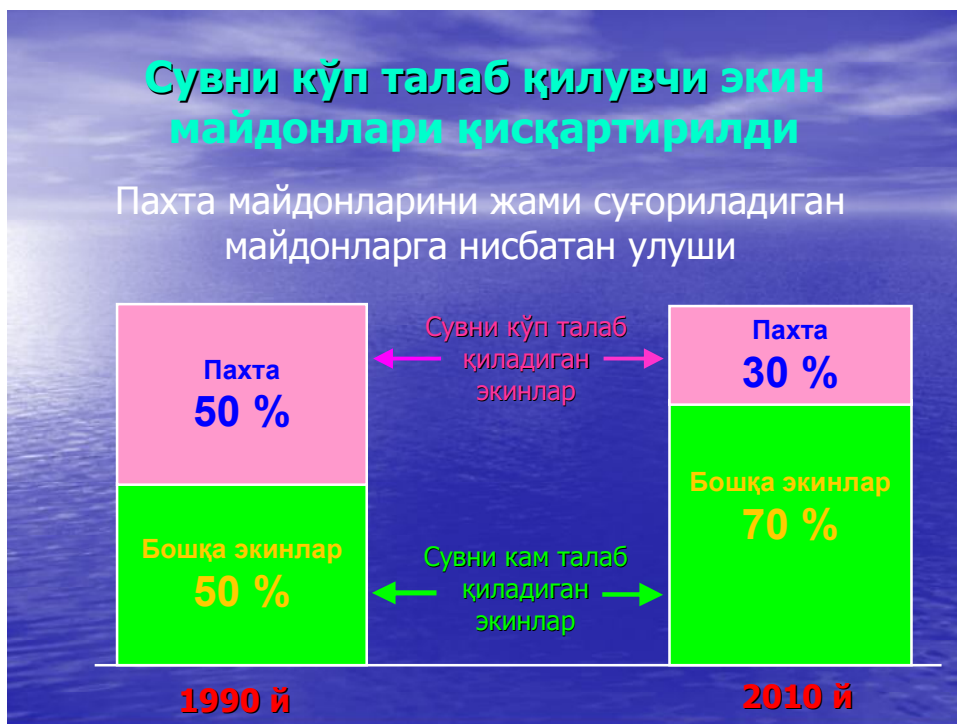 Сувни кўп талаб қилувчи экин
майдонлари қисқартирилди
Пахта майдонларини жами суғориладиган
майдонларга нисбатан улуши
Пахта
50 %
Бошқа экинлар
50 %
Сувни кўп талаб
қиладиган
экинлар
Сувни кам талаб
қиладиган
экинлар
Пахта
30 %
Бошқа экинлар
70 %
1990 й
2010 й